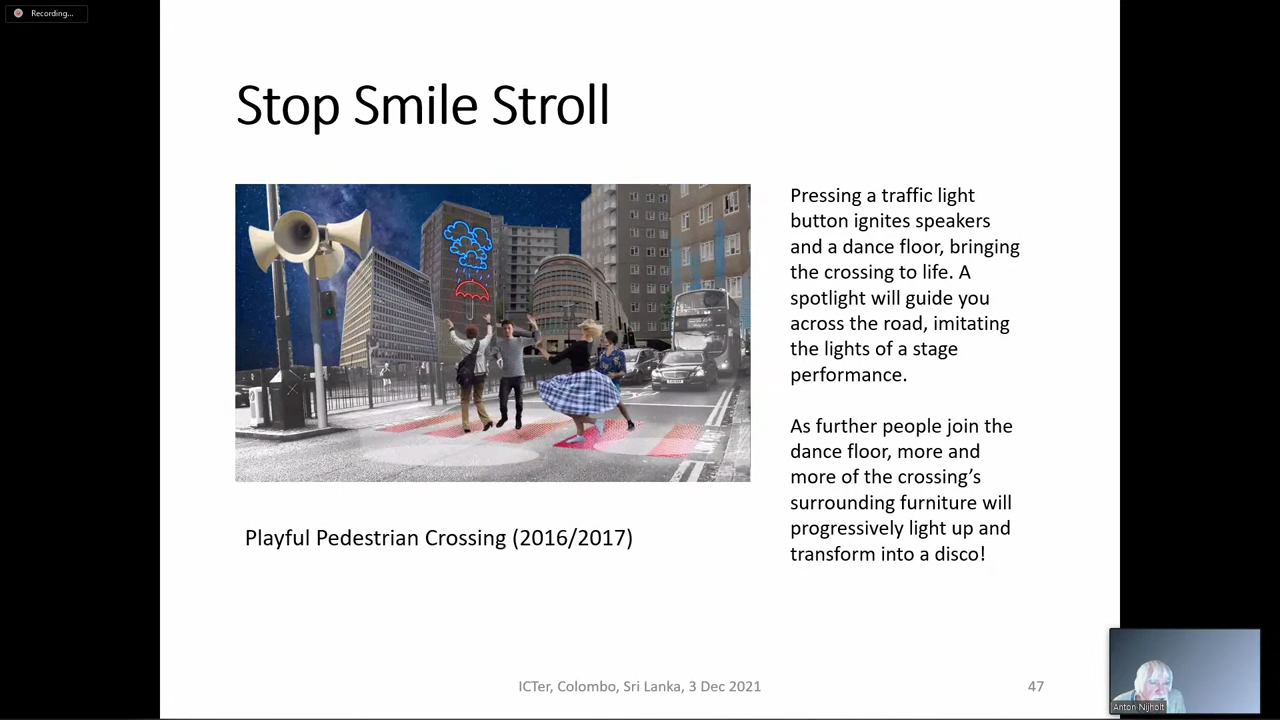 Recording...
Stop Smile Stroll
Pressing a traffic light
button ignites speakers
and a dance floor, bringing
the crossing to life. A
spotlight will guide you
across the road, imitating
the lights of a stage
performance.
As further people join the
dance floor, more and
more of the crossing’s
surrounding furniture will
progressively light up and
transform into a disco!
Playful Pedestrian Crossing (2016/2017)
ICTer, Colombo, Sri Lanka, 3 Dec 2021
47
Anton Nijholt